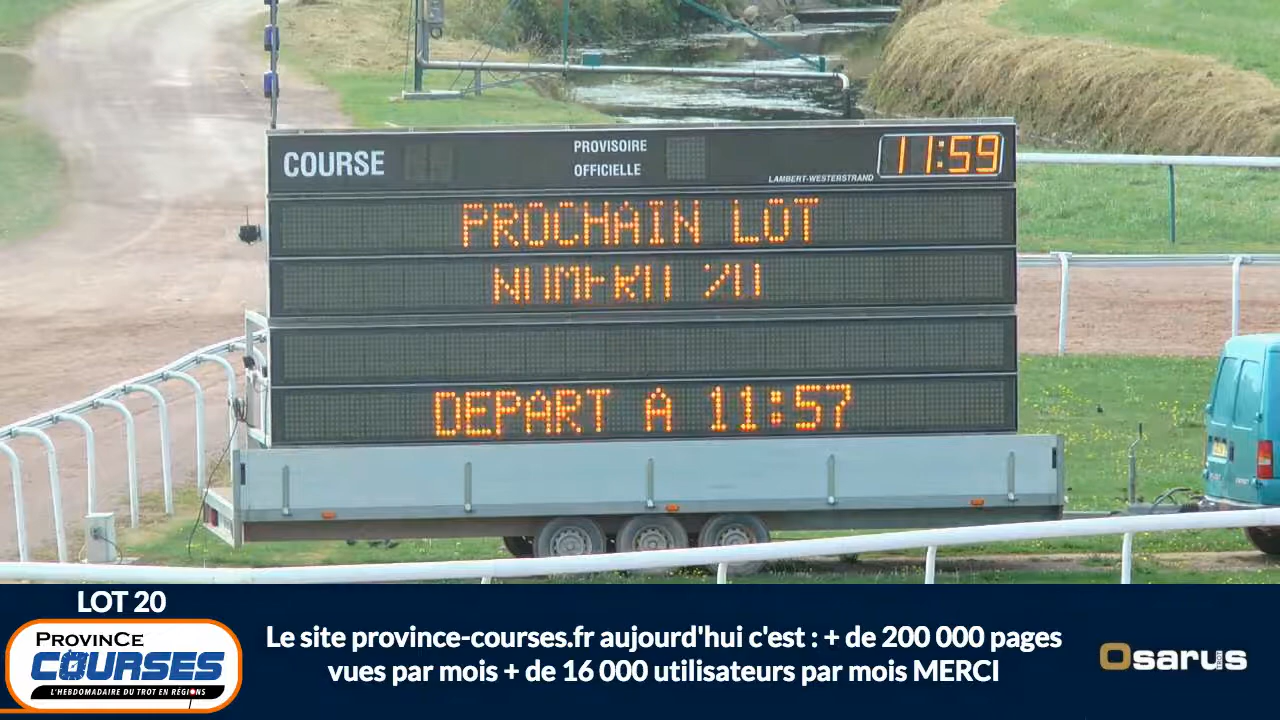 COURSE
PROVISOIRE
OFFICIELLE
11:59
LAMBERT-WESTERSTRAND
PROCHAIN LOT
NUMERO 20
DEPART A 11:57
LOT 20
PROVINCE
COURSES
L'HEBDOMADAIRE DU TROT EN RÉGIONS
Le site province-courses.fr aujourd'hui c'est : + de 200 000 pages
vues par mois + de 16 000 utilisateurs par mois MERCI
Osarus